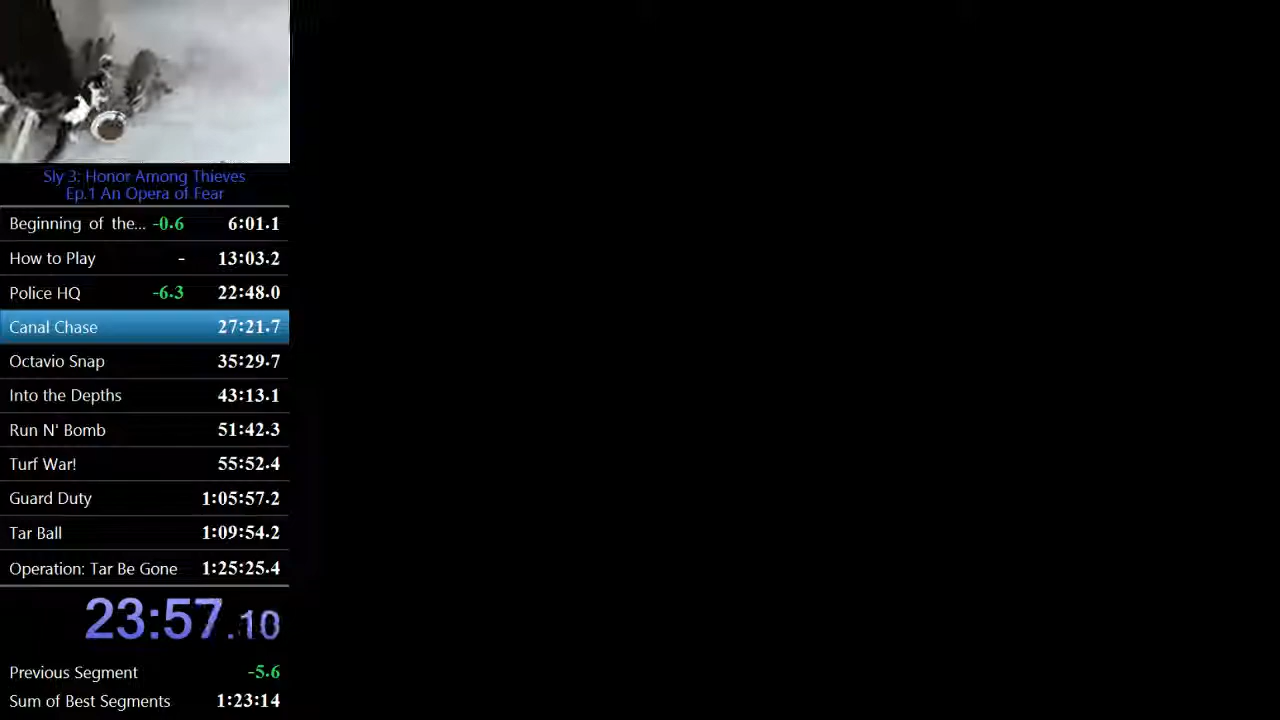 Sly 3: Honor Among Thieves
Ep.1 An Opera of Fear
Beginning of the... -0.6 6:01.1
How to Play - 13:03.2
Police HQ -6.3 22:48.0
Canal Chase 27:21.7
Octavio Snap 35:29.7
Into the Depths 43:13.1
Run N' Bomb 51:42.3
Turf War! 55:52.4
Guard Duty 1:05:57.2
Tar Ball 1:09:54.2
Operation: Tar Be Gone 1:25:25.4
23:57.10
Previous Segment -5.6
Sum of Best Segments 1:23:14